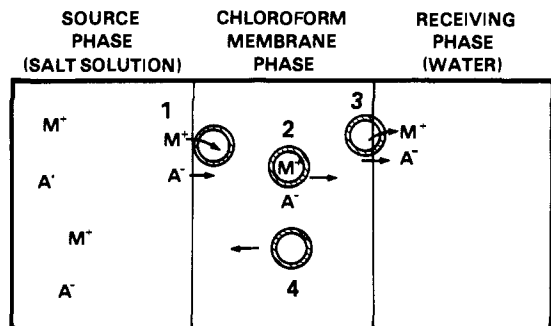 SOURCE PHASE (SALT SOLUTION)
CHLOROFORM MEMBRANE PHASE
RECEIVING PHASE (WATER)
1
3
M⁺
M⁺
2
M⁺
M⁺
A'
A⁻
A⁻
A⁻
M⁺
4
A⁻